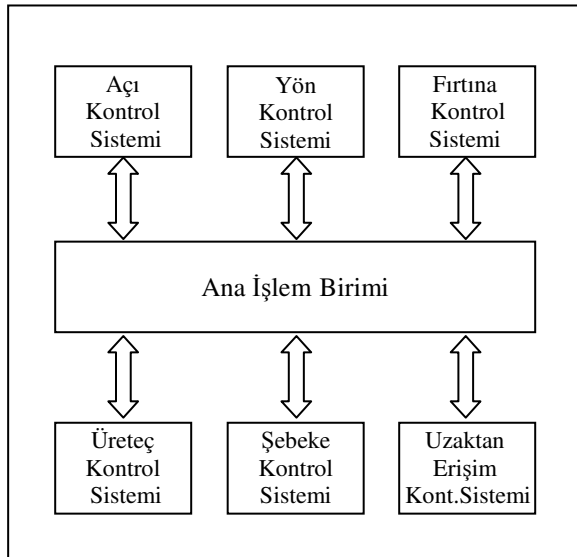 Açı
Kontrol
Sistemi
Yön
Kontrol
Sistemi
Fırtına
Kontrol
Sistemi
Ana İşlem Birimi
Üreteç
Kontrol
Sistemi
Şebeke
Kontrol
Sistemi
Uzaktan
Erişim
Kont.Sistemi